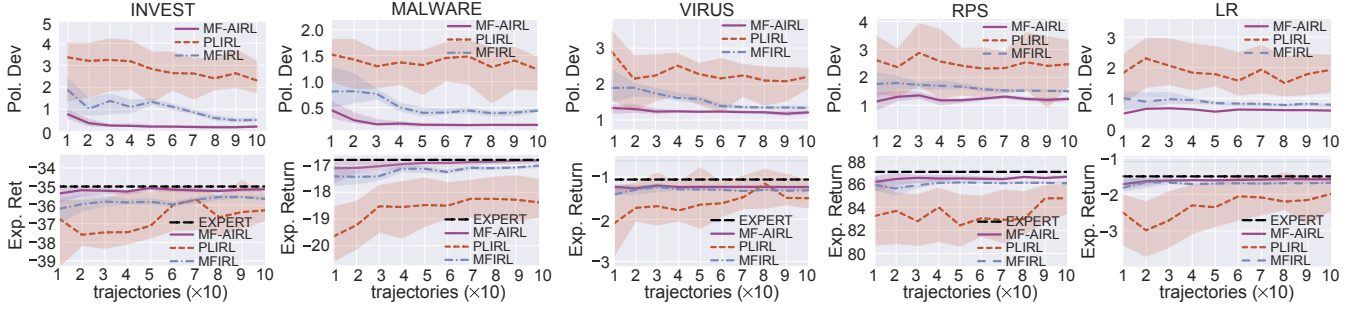 INVEST MALWARE VIRUS RPS LR
Pol. Dev
5
4
3
2
1
0
MF-AIRL
PLIRL
MFIRL
1 2 3 4 5 6 7 8 9 10
Pol. Dev
2.0
1.5
1.0
0.5
MF-AIRL
PLIRL
MFIRL
1 2 3 4 5 6 7 8 9 10
Pol. Dev
3
2
1
MF-AIRL
PLIRL
MFIRL
1 2 3 4 5 6 7 8 9 10
Pol. Dev
4
3
2
1
MF-AIRL
PLIRL
MFIRL
1 2 3 4 5 6 7 8 9 10
Pol. Dev
3
2
1
0
MF-AIRL
PLIRL
MFIRL
1 2 3 4 5 6 7 8 9 10
Exp. Ret
−34
−35
−36
−37
−38
−39
EXPERT
MF-AIRL
PLIRL
MFIRL
1 2 3 4 5 6 7 8 9 10
trajectories (×10)
Exp. Return
−17
−18
−19
−20
EXPERT
MF-AIRL
PLIRL
MFIRL
1 2 3 4 5 6 7 8 9 10
trajectories (×10)
Exp. Return
−1
−2
−3
EXPERT
MF-AIRL
PLIRL
MFIRL
1 2 3 4 5 6 7 8 9 10
trajectories (×10)
Exp. Return
88
86
84
82
80
EXPERT
MF-AIRL
PLIRL
MFIRL
1 2 3 4 5 6 7 8 9 10
trajectories (×10)
Exp. Return
−1
−2
−3
EXPERT
MF-AIRL
PLIRL
MFIRL
1 2 3 4 5 6 7 8 9 10
trajectories (×10)